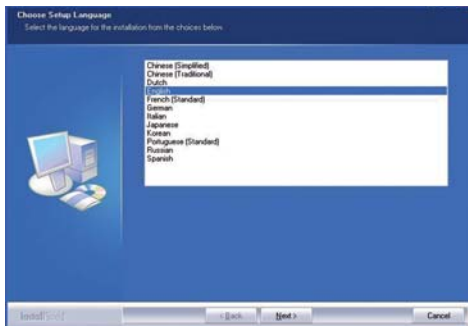 Choose Setup Language
Select the language for the installation from the choices below.
Chinese (Simplified)
Chinese (Traditional)
Dutch
English
French (Standard)
German
Italian
Japanese
Korean
Portuguese (Standard)
Russian
Spanish
InstallShield
< Back
Next >
Cancel